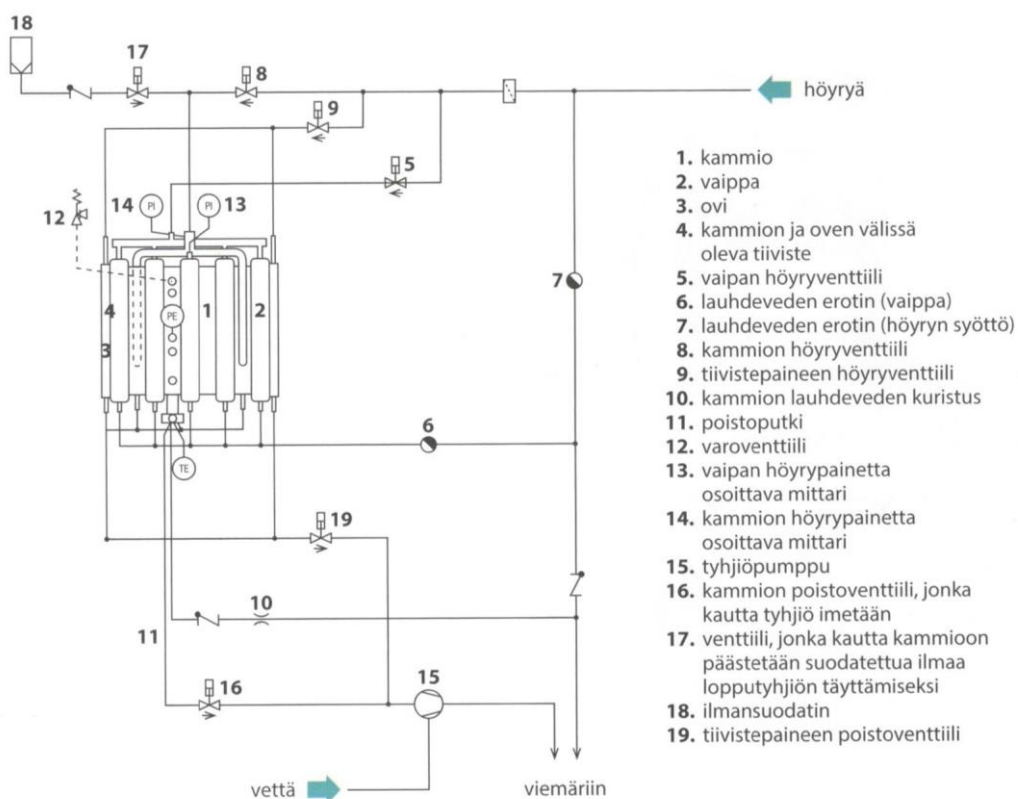 18
17
8
höyryä
9
5
14
PI
PI
13
12
7
4
1
2
PE
3
6
TE
19
10
11
16
15
vettä
viemäriin
1. kammio
2. vaippa
3. ovi
4. kammion ja oven välissä
oleva tiiviste
5. vaipan höyryventtiili
6. lauhdeveden erotin (vaippa)
7. lauhdeveden erotin (höyryn syöttö)
8. kammion höyryventtiili
9. tiivistepaineen höyryventtiili
10. kammion lauhdeveden kuristus
11. poistoputki
12. varoventtiili
13. vaipan höyrypainetta
osoittava mittari
14. kammion höyrypainetta
osoittava mittari
15. tyhjiöpumppu
16. kammion poistoventtiili, jonka
kautta tyhjiö imetään
17. venttiili, jonka kautta kammioon
päästetään suodatettua ilmaa
lopputyhjiön täyttämiseksi
18. ilmansuodatin
19. tiivistepaineen poistoventtiili